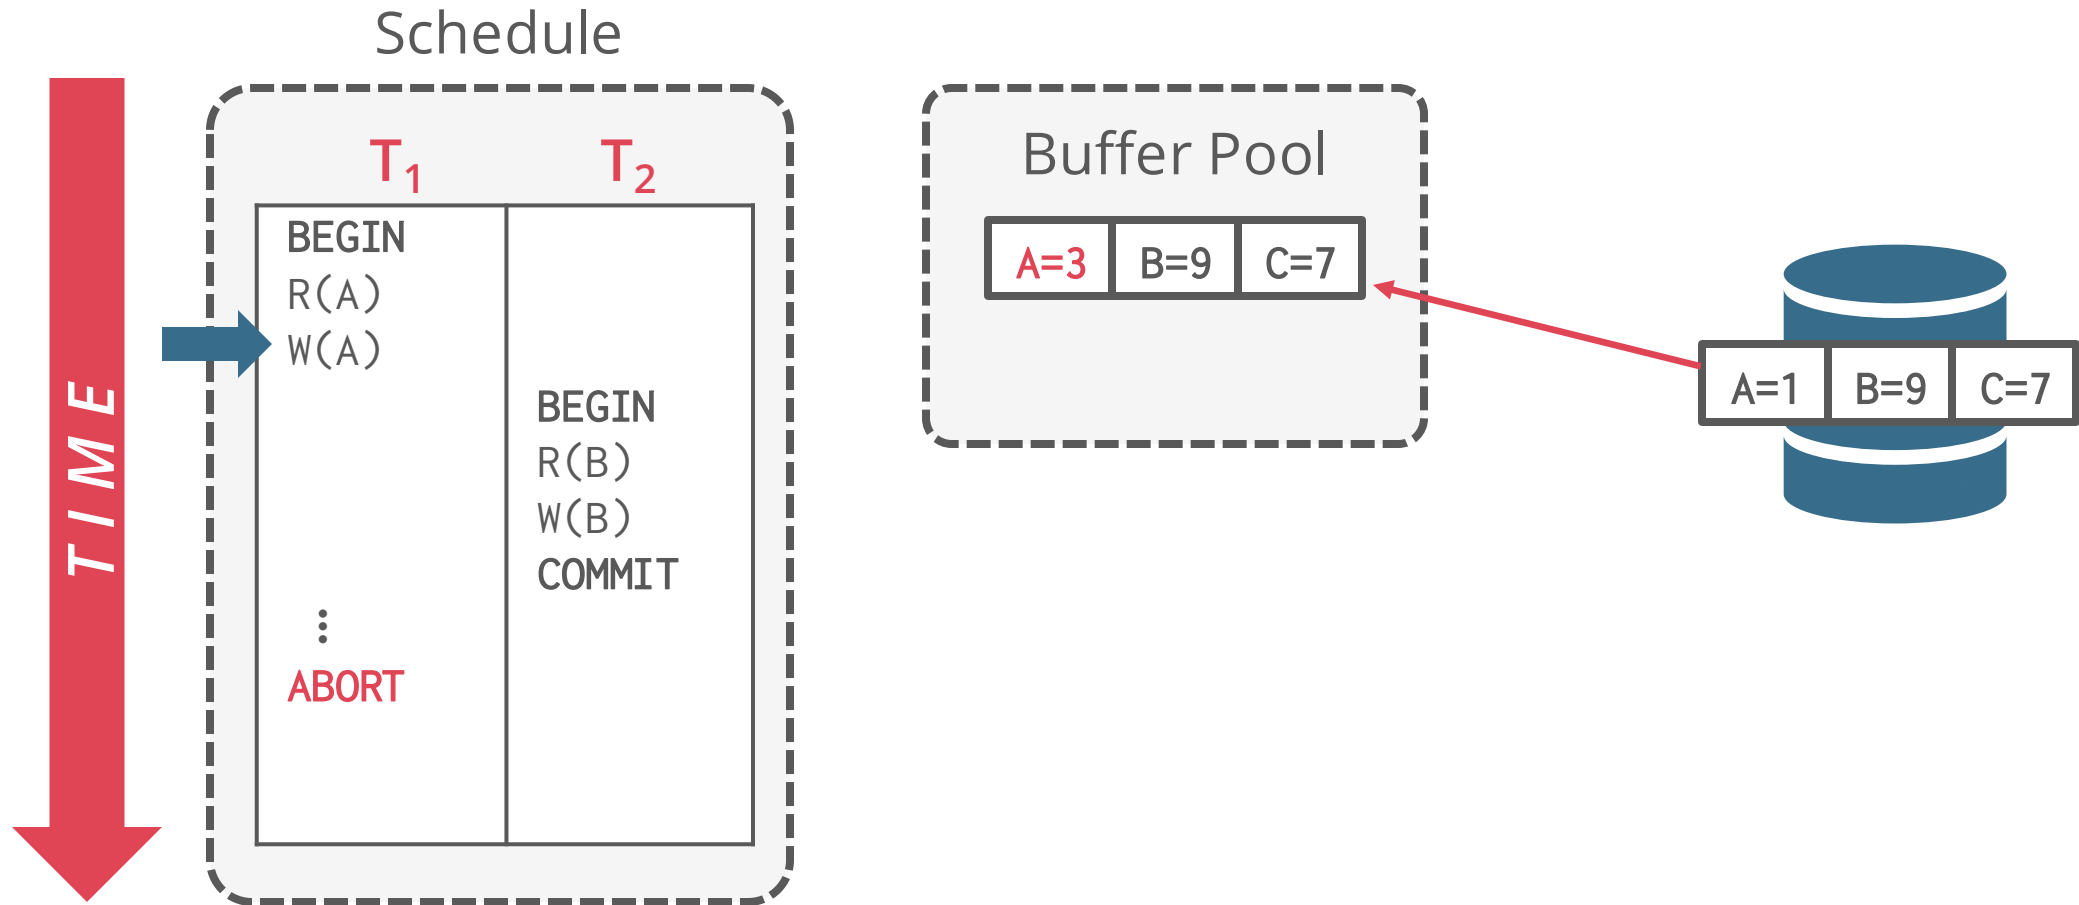 Schedule
TIME
T1 T2
BEGIN
R(A)
W(A)
BEGIN
R(B)
W(B)
COMMIT
⋮
ABORT
Buffer Pool
A=3 B=9 C=7
A=1 B=9 C=7